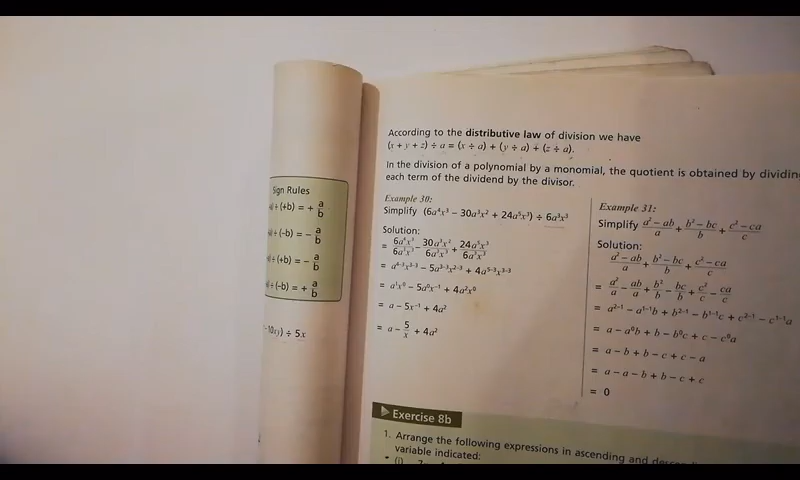 Sign Rules
÷ (+b) = + a/b
÷ (−b) = − a/b
÷ (+b) = − a/b
÷ (−b) = + a/b
− 10xy) ÷ 5x
According to the distributive law of division we have
(x + y + z) ÷ a = (x ÷ a) + (y ÷ a) + (z ÷ a).
In the division of a polynomial by a monomial, the quotient is obtained by dividing
each term of the dividend by the divisor.
Example 30:
Simplify (6a⁴x³ − 30a³x² + 24a⁵x³) ÷ 6a³x³
Solution:
= 6a⁴x³/6a³x³ − 30a³x²/6a³x³ + 24a⁵x³/6a³x³
= a⁴⁻³x³⁻³ − 5a³⁻³x²⁻³ + 4a⁵⁻³x³⁻³
= a¹x⁰ − 5a⁰x⁻¹ + 4a²x⁰
= a − 5x⁻¹ + 4a²
= a − 5/x + 4a²
Example 31:
Simplify a² − ab/a + b² − bc/b + c² − ca/c
Solution:
a² − ab/a + b² − bc/b + c² − ca/c
= a²/a − ab/a + b²/b − bc/b + c²/c − ca/c
= a²⁻¹ − a¹⁻¹b + b²⁻¹ − b¹⁻¹c + c²⁻¹ − c¹⁻¹a
= a − a⁰b + b − b⁰c + c − c⁰a
= a − b + b − c + c − a
= a − a − b + b − c + c
= 0
Exercise 8b
1. Arrange the following expressions in ascending and
variable indicated:
(i)